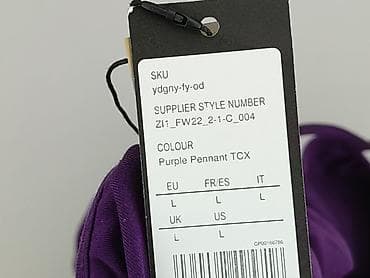 SKU
ydgny-fy-od
SUPPLIER STYLE NUMBER
ZI1_FW22_2-1-C_004
COLOUR
Purple Pennant TCX
EU FR/ES IT
L L L
UK US
L L